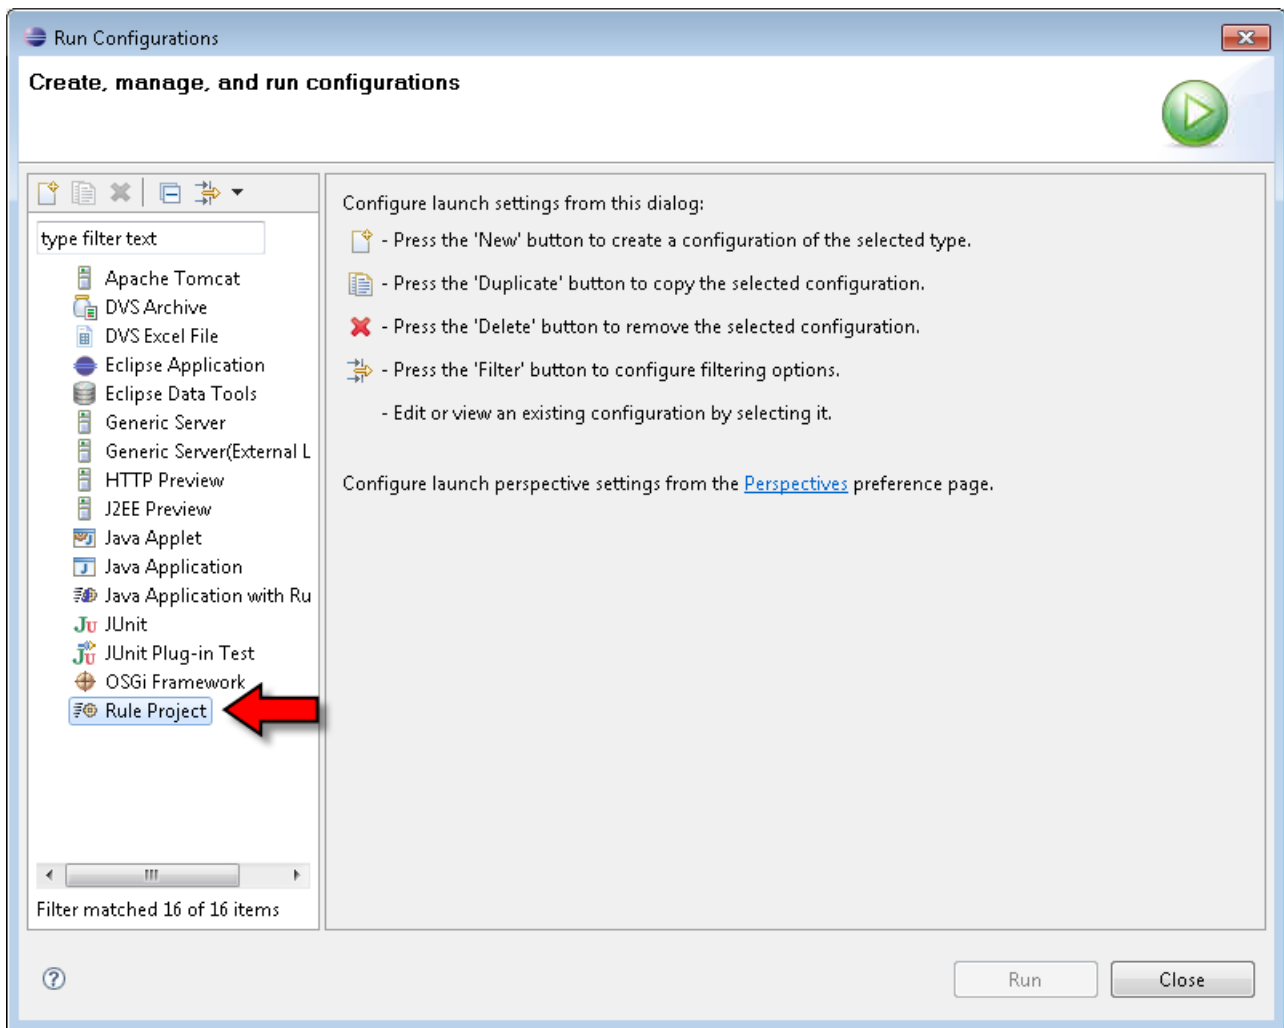 Run Configurations
Create, manage, and run configurations
type filter text
Apache Tomcat
DVS Archive
DVS Excel File
Eclipse Application
Eclipse Data Tools
Generic Server
Generic Server(External L
HTTP Preview
J2EE Preview
Java Applet
Java Application
Java Application with Ru
JUnit
JUnit Plug-in Test
OSGi Framework
Rule Project
Filter matched 16 of 16 items
Configure launch settings from this dialog:
- Press the 'New' button to create a configuration of the selected type.
- Press the 'Duplicate' button to copy the selected configuration.
- Press the 'Delete' button to remove the selected configuration.
- Press the 'Filter' button to configure filtering options.
- Edit or view an existing configuration by selecting it.
Configure launch perspective settings from the Perspectives preference page.
Run
Close